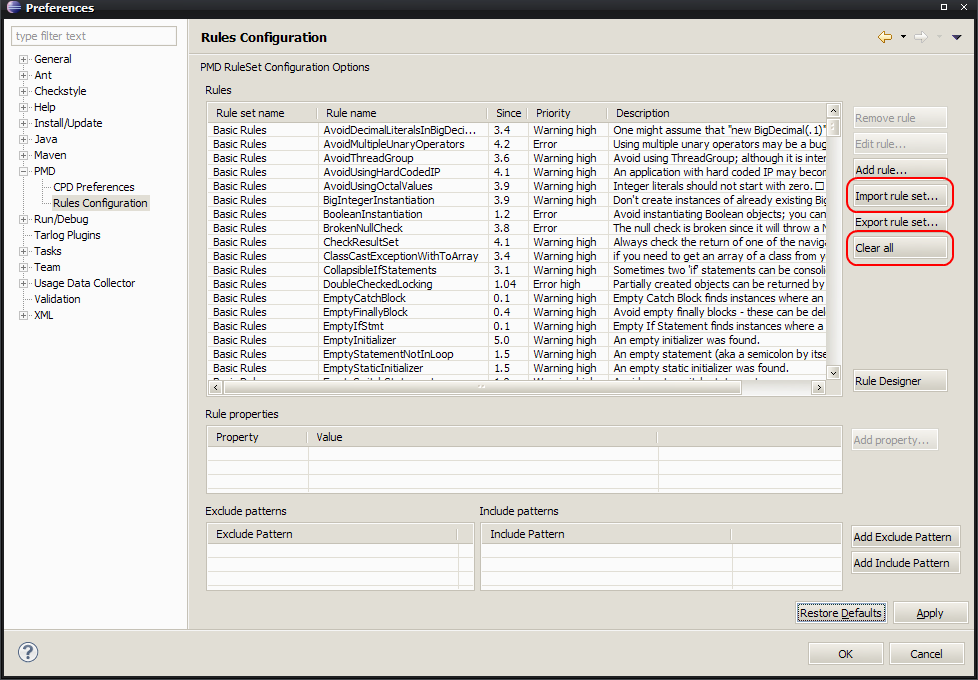 Preferences
type filter text
General
Ant
Checkstyle
Help
Install/Update
Java
Maven
PMD
CPD Preferences
Rules Configuration
Run/Debug
Tarlog Plugins
Tasks
Team
Usage Data Collector
Validation
XML
Rules Configuration
PMD RuleSet Configuration Options
Rules
Rule set name Rule name Since Priority Description
Basic Rules AvoidDecimalLiteralsInBigDeci... 3.4 Warning high One might assume that "new BigDecimal(.1)"
Basic Rules AvoidMultipleUnaryOperators 4.2 Error Using multiple unary operators may be a bug
Basic Rules AvoidThreadGroup 3.6 Warning high Avoid using ThreadGroup; although it is inter
Basic Rules AvoidUsingHardCodedIP 4.1 Warning high An application with hard coded IP may becom
Basic Rules AvoidUsingOctalValues 3.9 Warning high Integer literals should not start with zero.
Basic Rules BigIntegerInstantiation 3.9 Warning high Don't create instances of already existing Big
Basic Rules BooleanInstantiation 1.2 Error Avoid instantiating Boolean objects; you can
Basic Rules BrokenNullCheck 3.8 Error The null check is broken since it will throw a N
Basic Rules CheckResultSet 4.1 Warning high Always check the return of one of the naviga
Basic Rules ClassCastExceptionWithToArray 3.4 Warning high if you need to get an array of a class from y
Basic Rules CollapsibleIfStatements 3.1 Warning high Sometimes two 'if' statements can be consoli
Basic Rules DoubleCheckedLocking 1.04 Error high Partially created objects can be returned by
Basic Rules EmptyCatchBlock 0.1 Warning high Empty Catch Block finds instances where an
Basic Rules EmptyFinallyBlock 0.4 Warning high Avoid empty finally blocks - these can be del
Basic Rules EmptyIfStmt 0.1 Warning high Empty If Statement finds instances where a
Basic Rules EmptyInitializer 5.0 Warning high An empty initializer was found.
Basic Rules EmptyStatementNotInLoop 1.5 Warning high An empty statement (aka a semicolon by itse
Basic Rules EmptyStaticInitializer 1.5 Warning high An empty static initializer was found.
Remove rule
Edit rule...
Add rule...
Import rule set...
Export rule set...
Clear all
Rule Designer
Rule properties
Property Value
Add property...
Exclude patterns Include patterns
Exclude Pattern Include Pattern
Add Exclude Pattern
Add Include Pattern
Restore Defaults Apply
? OK Cancel